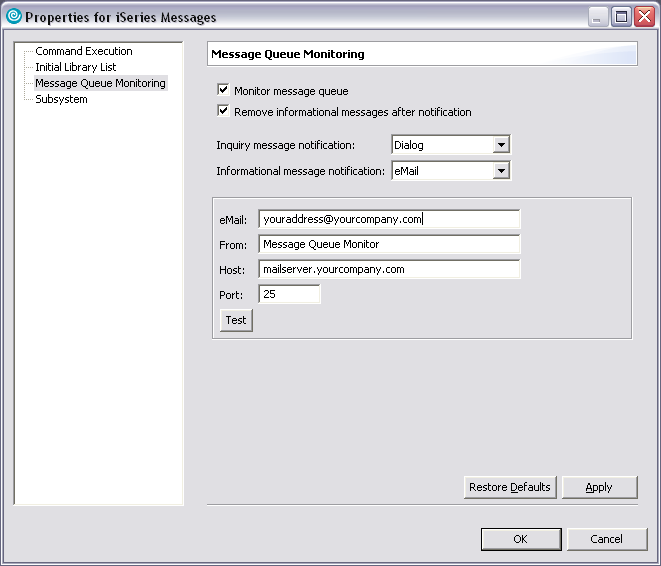 Properties for iSeries Messages
Command Execution
Initial Library List
Message Queue Monitoring
Subsystem
Message Queue Monitoring
Monitor message queue
Remove informational messages after notification
Inquiry message notification: Dialog
Informational message notification: eMail
eMail: youraddress@yourcompany.com
From: Message Queue Monitor
Host: mailserver.yourcompany.com
Port: 25
Test
Restore Defaults Apply
OK Cancel